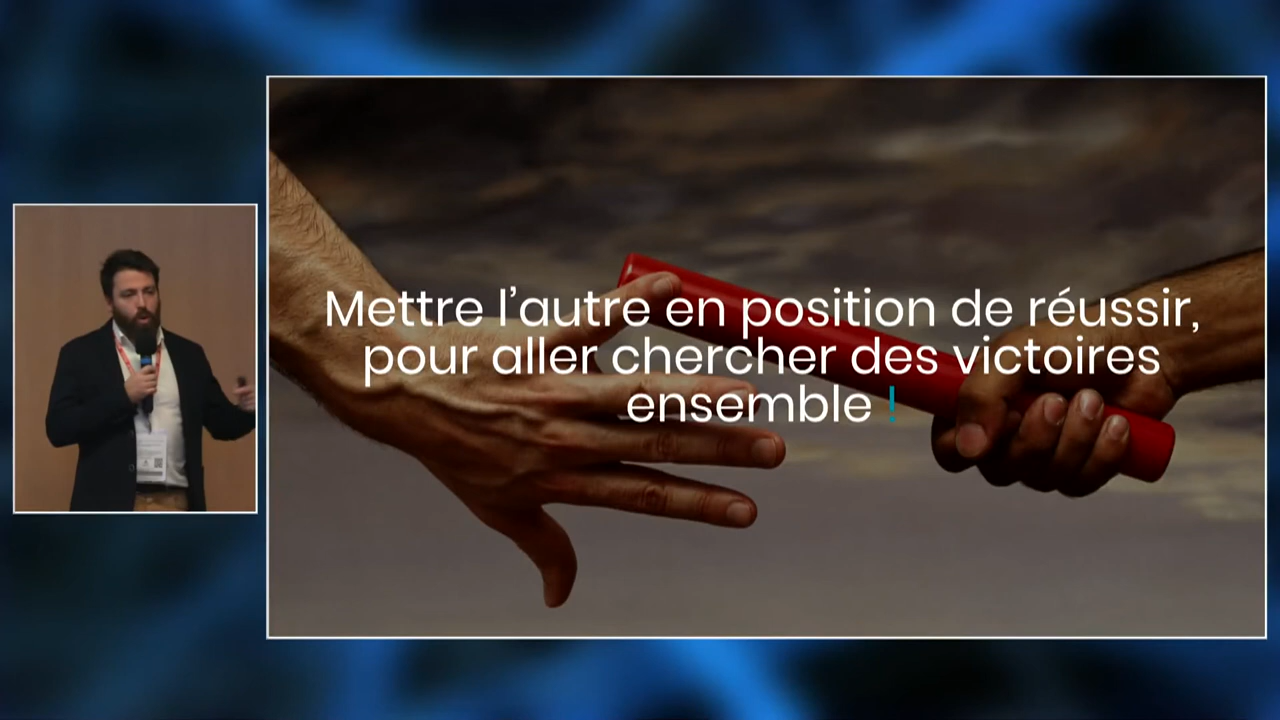 Mettre l’autre en position de réussir,
pour aller chercher des victoires
ensemble !